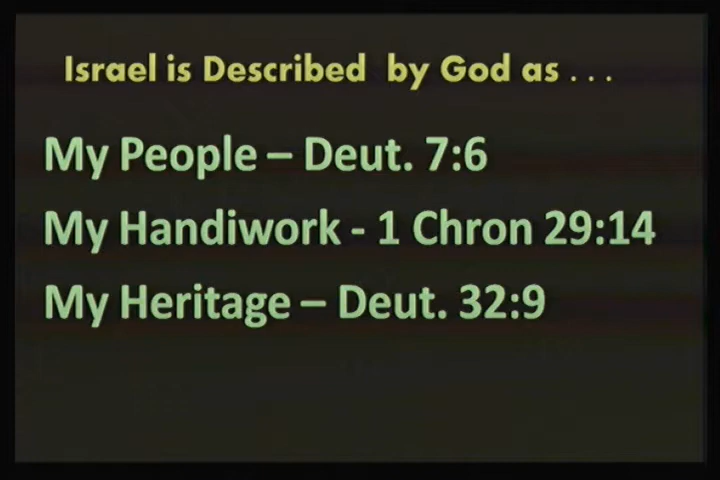 Israel is Described by God as . . .
My People – Deut. 7:6
My Handiwork - 1 Chron 29:14
My Heritage – Deut. 32:9